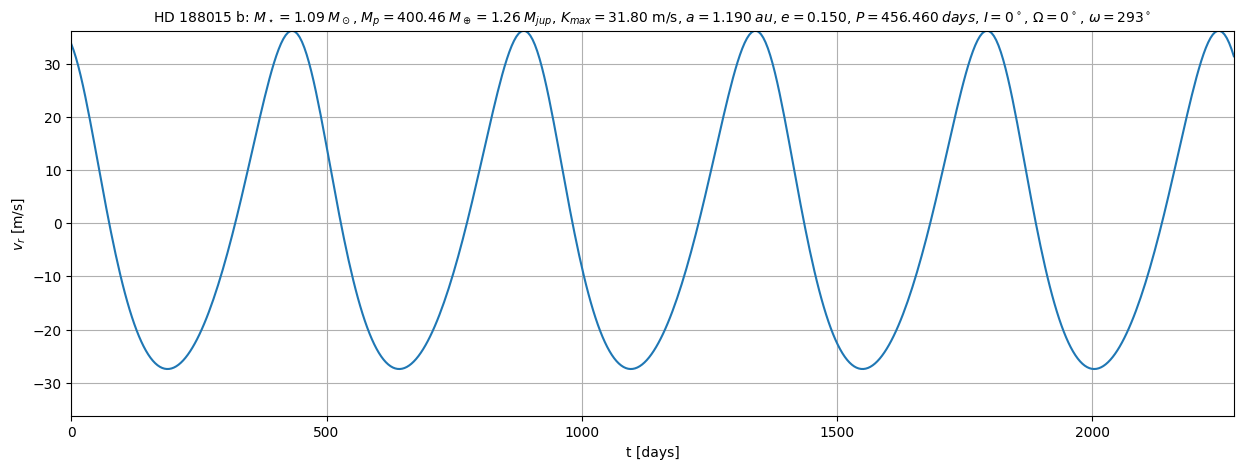 HD 188015 b: M⋆ = 1.09 M⊙, Mp = 400.46 M⊕ = 1.26 Mjup, Kmax = 31.80 m/s, a = 1.190 au, e = 0.150, P = 456.460 days, I = 0°, Ω = 0°, ω = 293°
30
20
10
0
−10
−20
−30
vr [m/s]
0 500 1000 1500 2000
t [days]